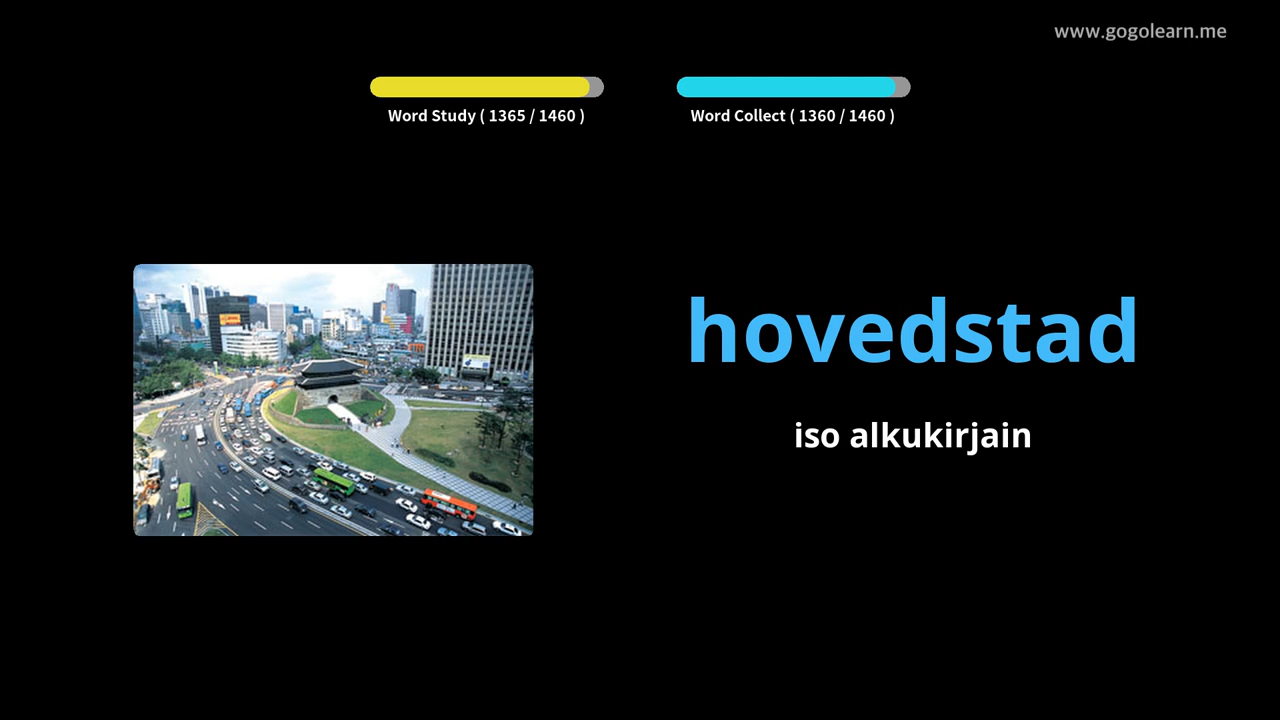 www.gogolearn.me
Word Study ( 1365 / 1460 )
Word Collect ( 1360 / 1460 )
hovedstad
iso alkukirjain